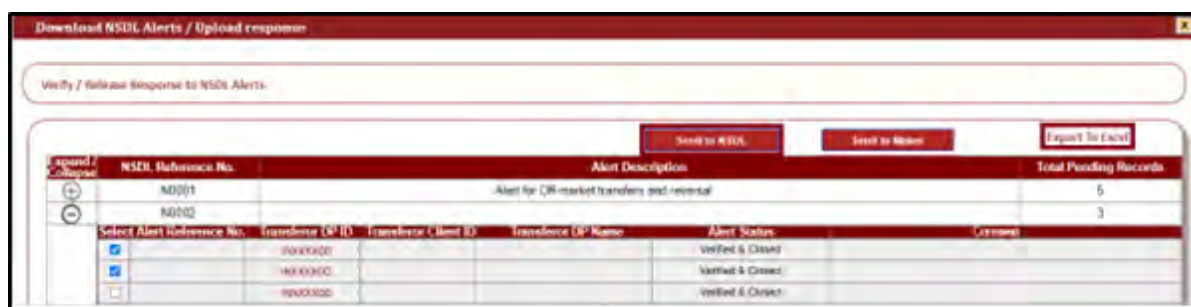 Download NSDL Alerts / Upload response
X
Verify / Release Response to NSDL Alerts
Send to NSDL Send to Maker Export To Excel
Expand / Collapse NSDL Reference No. Alert Description Total Pending Records
N0001 Alert for Off-market transfers and reversal 5
N0002 3
Select Alert Reference No. Transferor DP ID Transferor Client ID Transferor DP Name Alert Status Comment
Verified & Closed
Verified & Closed
Verified & Closed